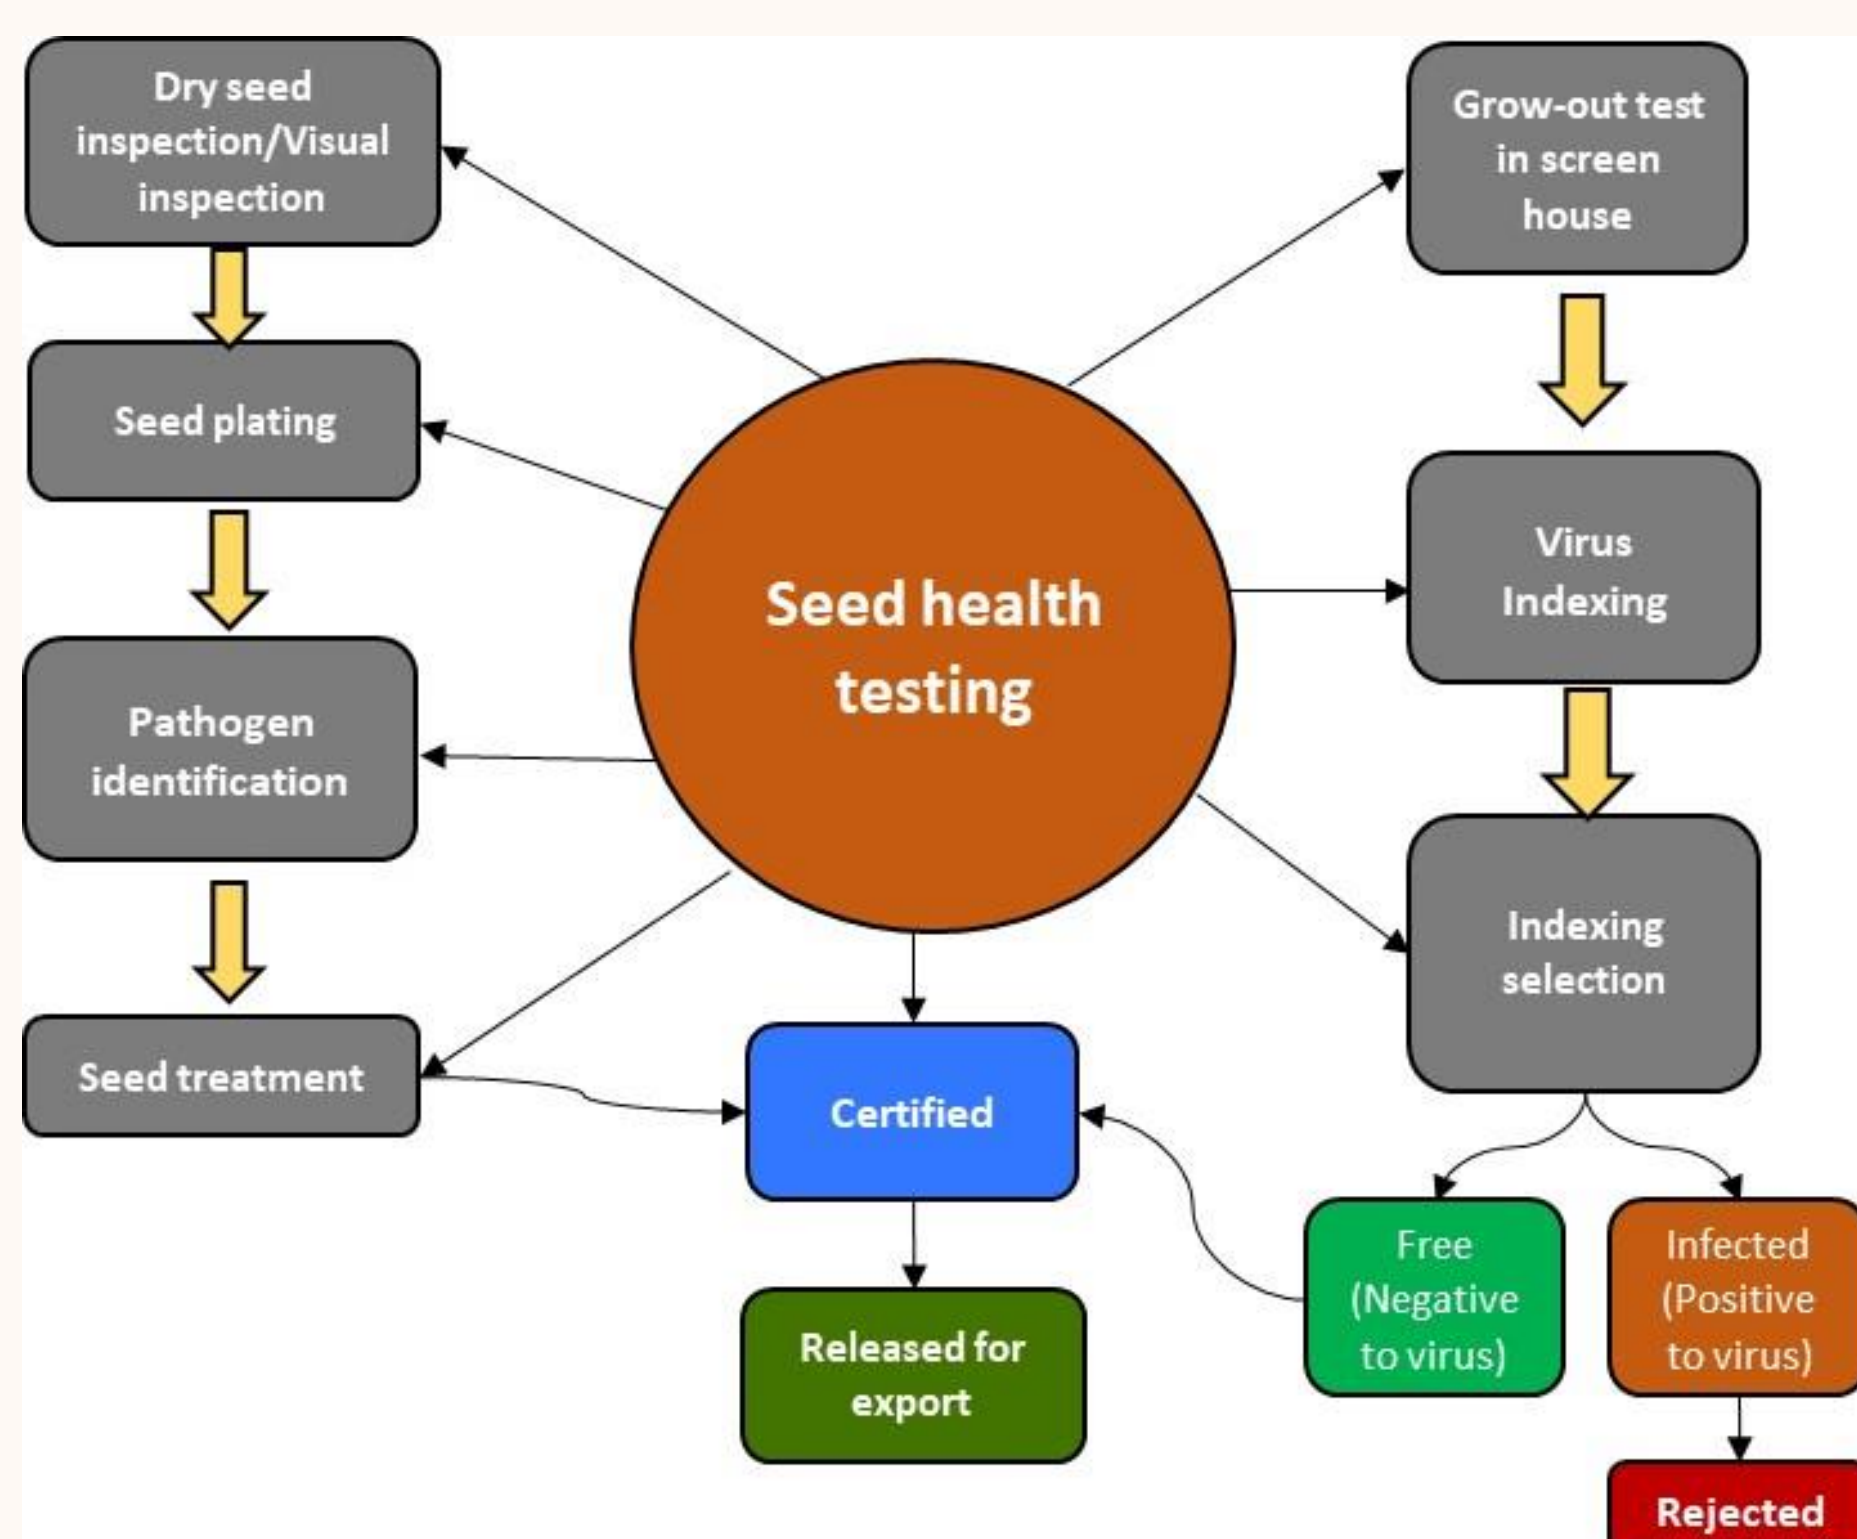 Dry seed
inspection/Visual
inspection
Seed plating
Pathogen
identification
Seed treatment
Seed health
testing
Certified
Released for
export
Grow-out test
in screen
house
Virus
Indexing
Indexing
selection
Free
(Negative
to virus)
Infected
(Positive
to virus)
Rejected